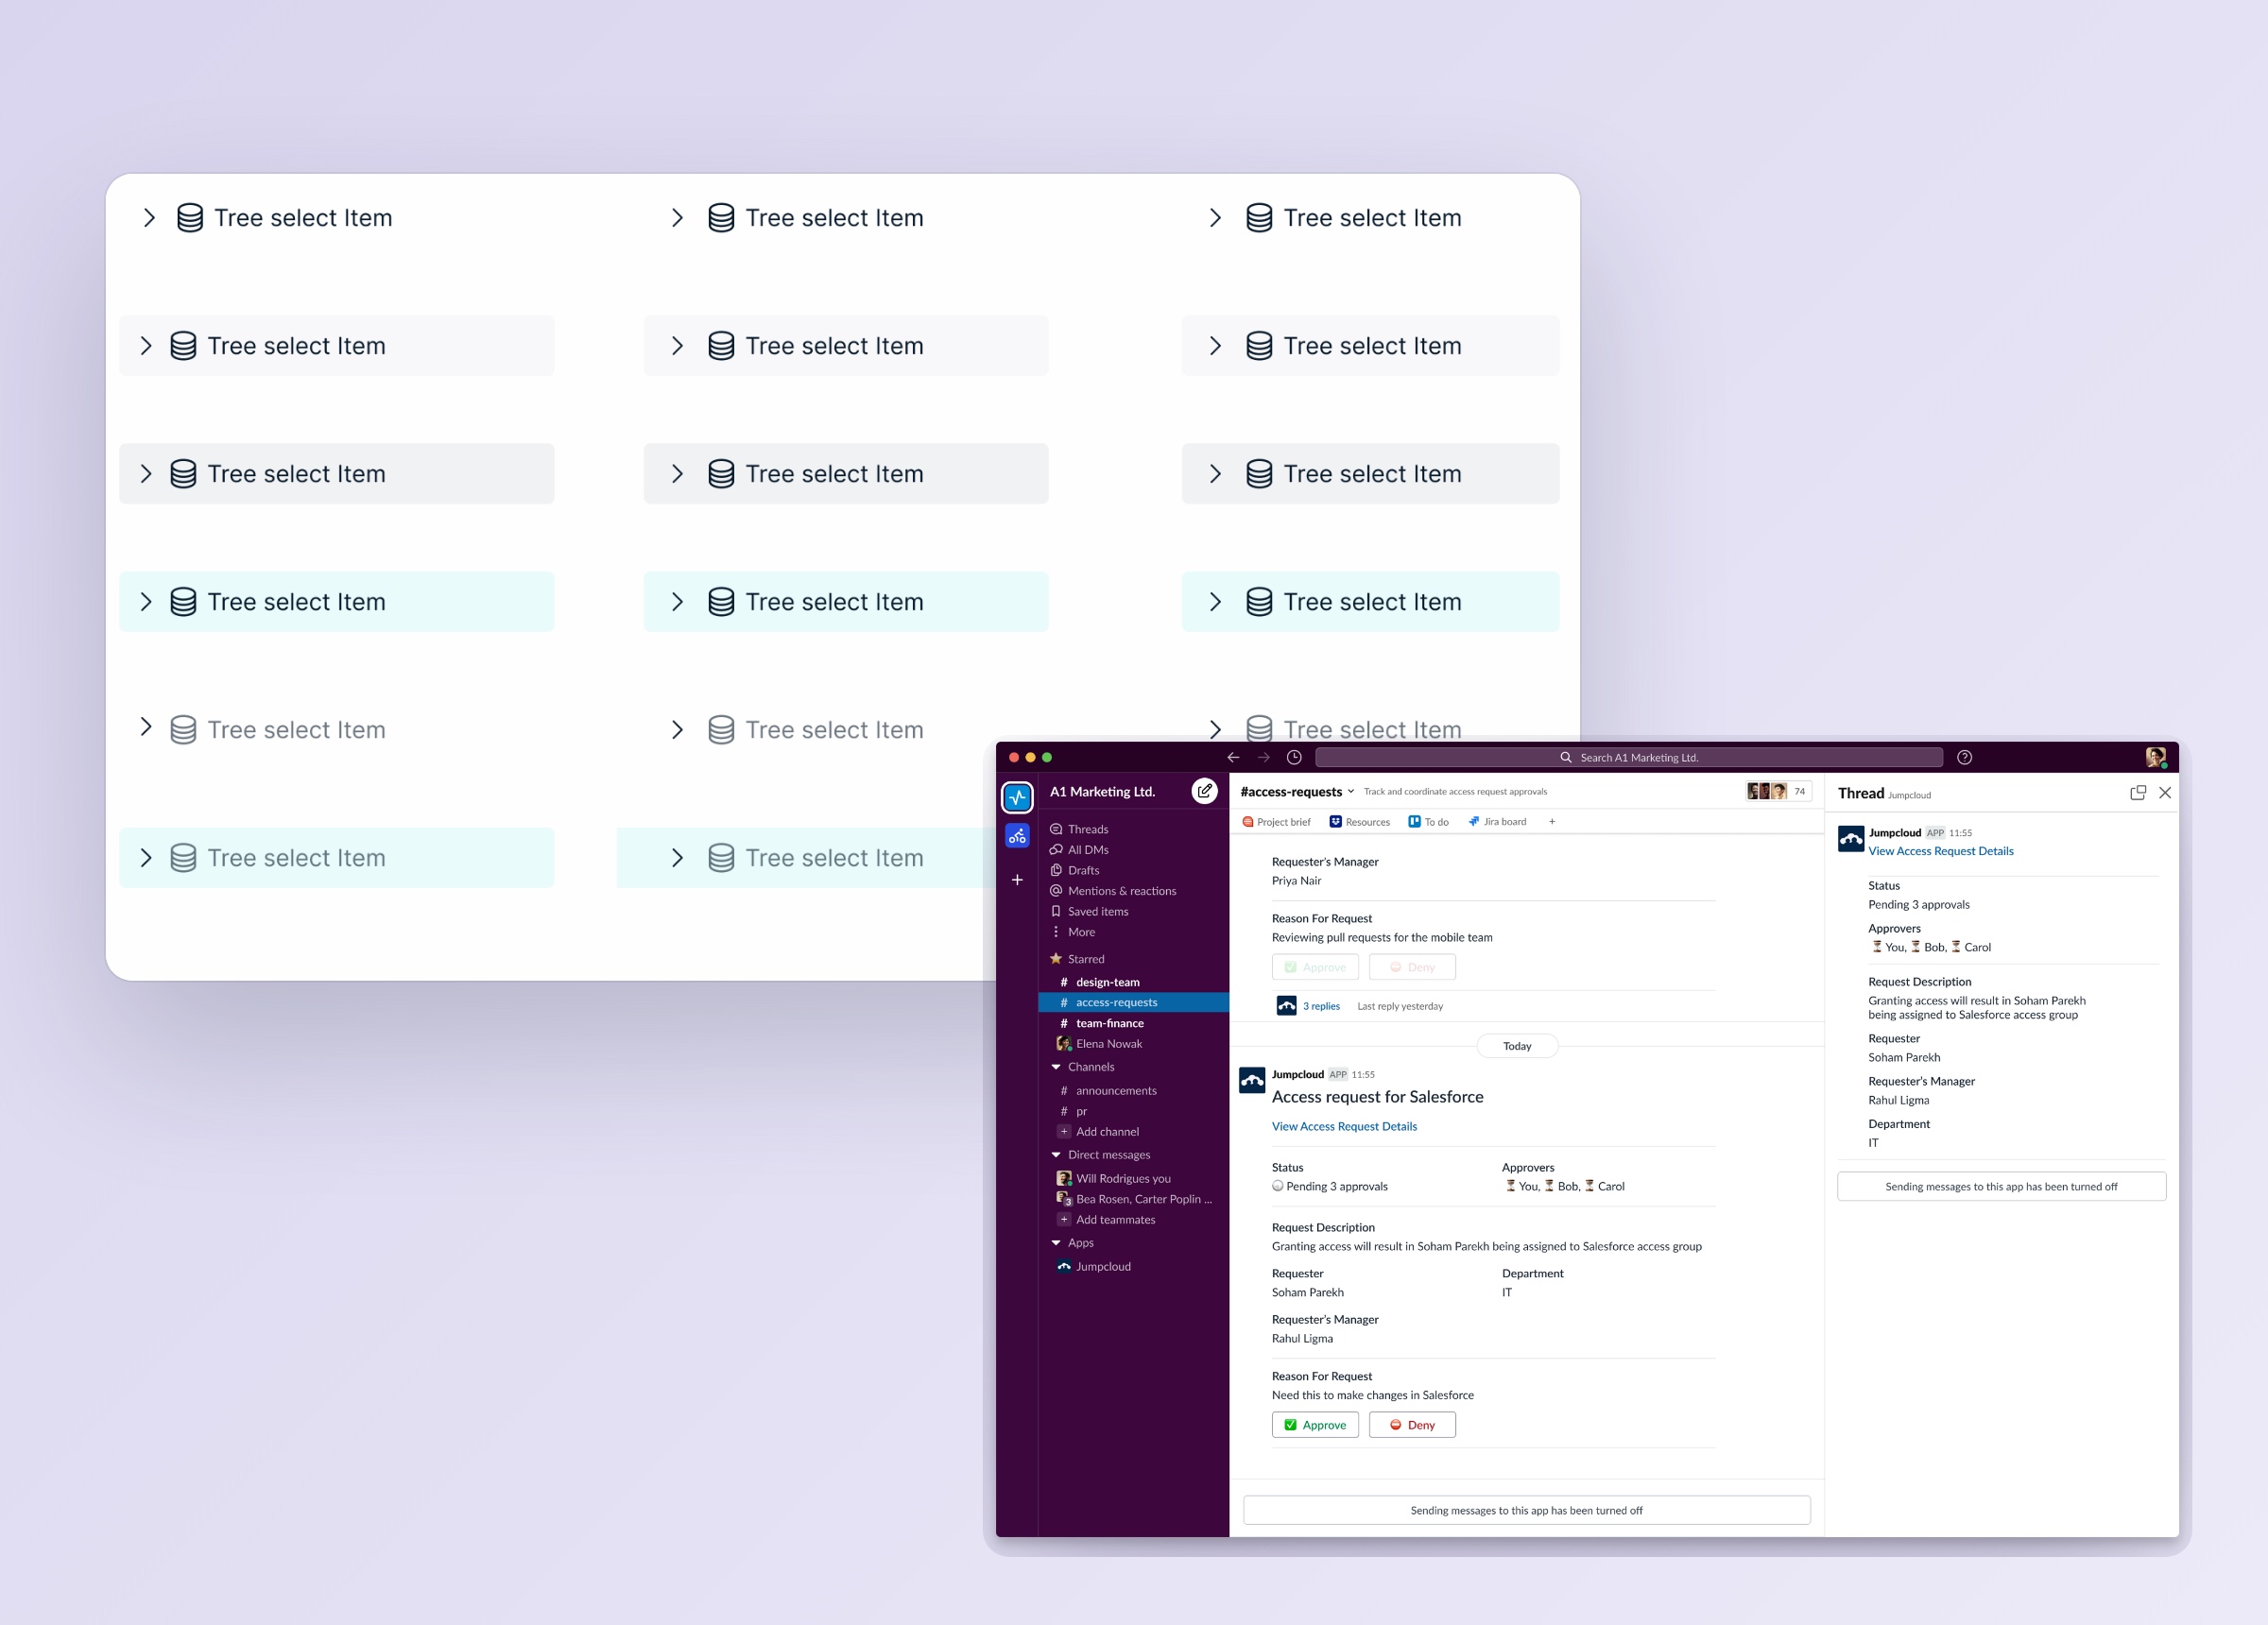 Tree select Item Tree select Item Tree select Item
Tree select Item Tree select Item Tree select Item
Tree select Item Tree select Item Tree select Item
Tree select Item Tree select Item Tree select Item
Tree select Item Tree select Item Tree select Item
Tree select Item Tree select Item
Search A1 Marketing Ltd.
A1 Marketing Ltd.
Threads
All DMs
Drafts
Mentions & reactions
Saved items
More
Starred
# design-team
# access-requests
# team-finance
Elena Nowak
Channels
# announcements
# pr
+ Add channel
Direct messages
Will Rodrigues you
3 Bea Rosen, Carter Poplin ...
+ Add teammates
Apps
Jumpcloud
#access-requests Track and coordinate access request approvals 74
Project brief Resources To do Jira board +
Requester's Manager
Priya Nair
Reason For Request
Reviewing pull requests for the mobile team
Approve Deny
3 replies Last reply yesterday
Today
Jumpcloud APP 11:55
Access request for Salesforce
View Access Request Details
Status Approvers
Pending 3 approvals You, Bob, Carol
Request Description
Granting access will result in Soham Parekh being assigned to Salesforce access group
Requester Department
Soham Parekh IT
Requester's Manager
Rahul Ligma
Reason For Request
Need this to make changes in Salesforce
Approve Deny
Sending messages to this app has been turned off
Thread Jumpcloud
Jumpcloud APP 11:55
View Access Request Details
Status
Pending 3 approvals
Approvers
You, Bob, Carol
Request Description
Granting access will result in Soham Parekh
being assigned to Salesforce access group
Requester
Soham Parekh
Requester's Manager
Rahul Ligma
Department
IT
Sending messages to this app has been turned off